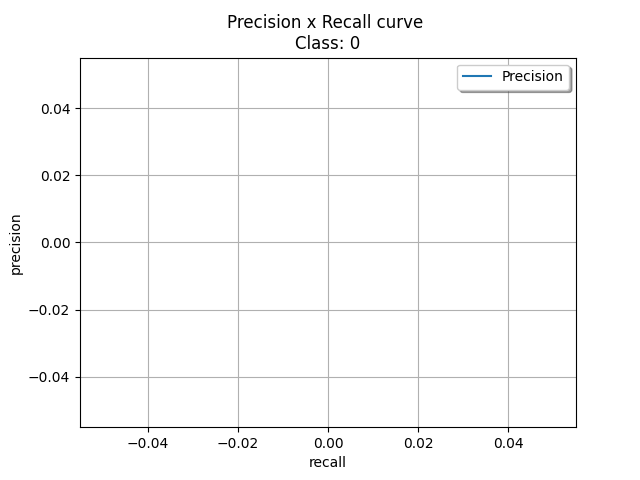 Precision x Recall curve
Class: 0
Precision
0.04
0.02
0.00
−0.02
−0.04
precision
−0.04 −0.02 0.00 0.02 0.04
recall